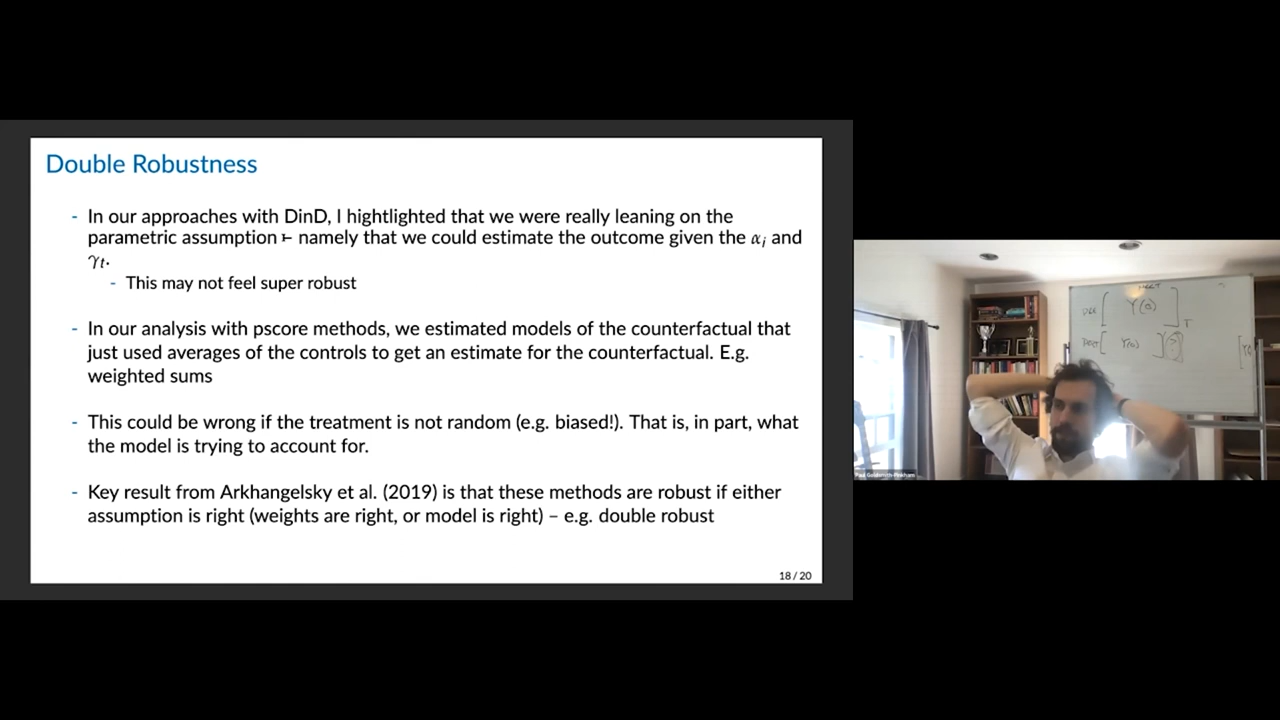 Double Robustness
- In our approaches with DinD, I hightlighted that we were really leaning on the
parametric assumption – namely that we could estimate the outcome given the αi and
γt.
- This may not feel super robust
- In our analysis with pscore methods, we estimated models of the counterfactual that
just used averages of the controls to get an estimate for the counterfactual. E.g.
weighted sums
- This could be wrong if the treatment is not random (e.g. biased!). That is, in part, what
the model is trying to account for.
- Key result from Arkhangelsky et al. (2019) is that these methods are robust if either
assumption is right (weights are right, or model is right) – e.g. double robust
18 / 20
Y(0)
T
Y(0)
Paul Goldsmith-Pinkham